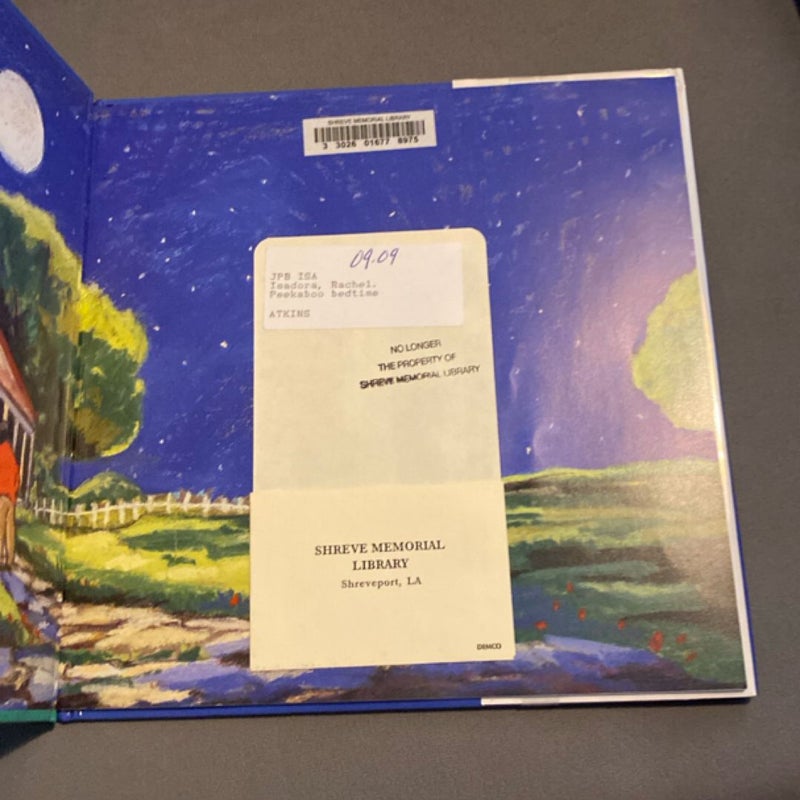 SHREVE MEMORIAL LIBRARY
3 3026 01677 8975
09.09
JPB ISA
Isadora, Rachel.
Peekaboo bedtime
ATKINS
NO LONGER
THE PROPERTY OF
SHREVE MEMORIAL LIBRARY
SHREVE MEMORIAL
LIBRARY
Shreveport, LA
DEMCO